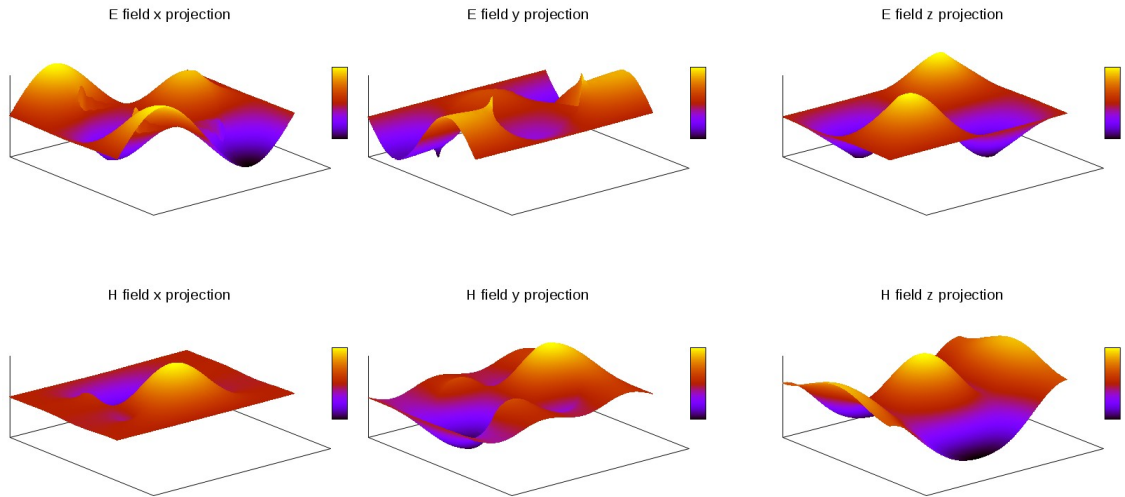 E field x projection
E field y projection
E field z projection
H field x projection
H field y projection
H field z projection